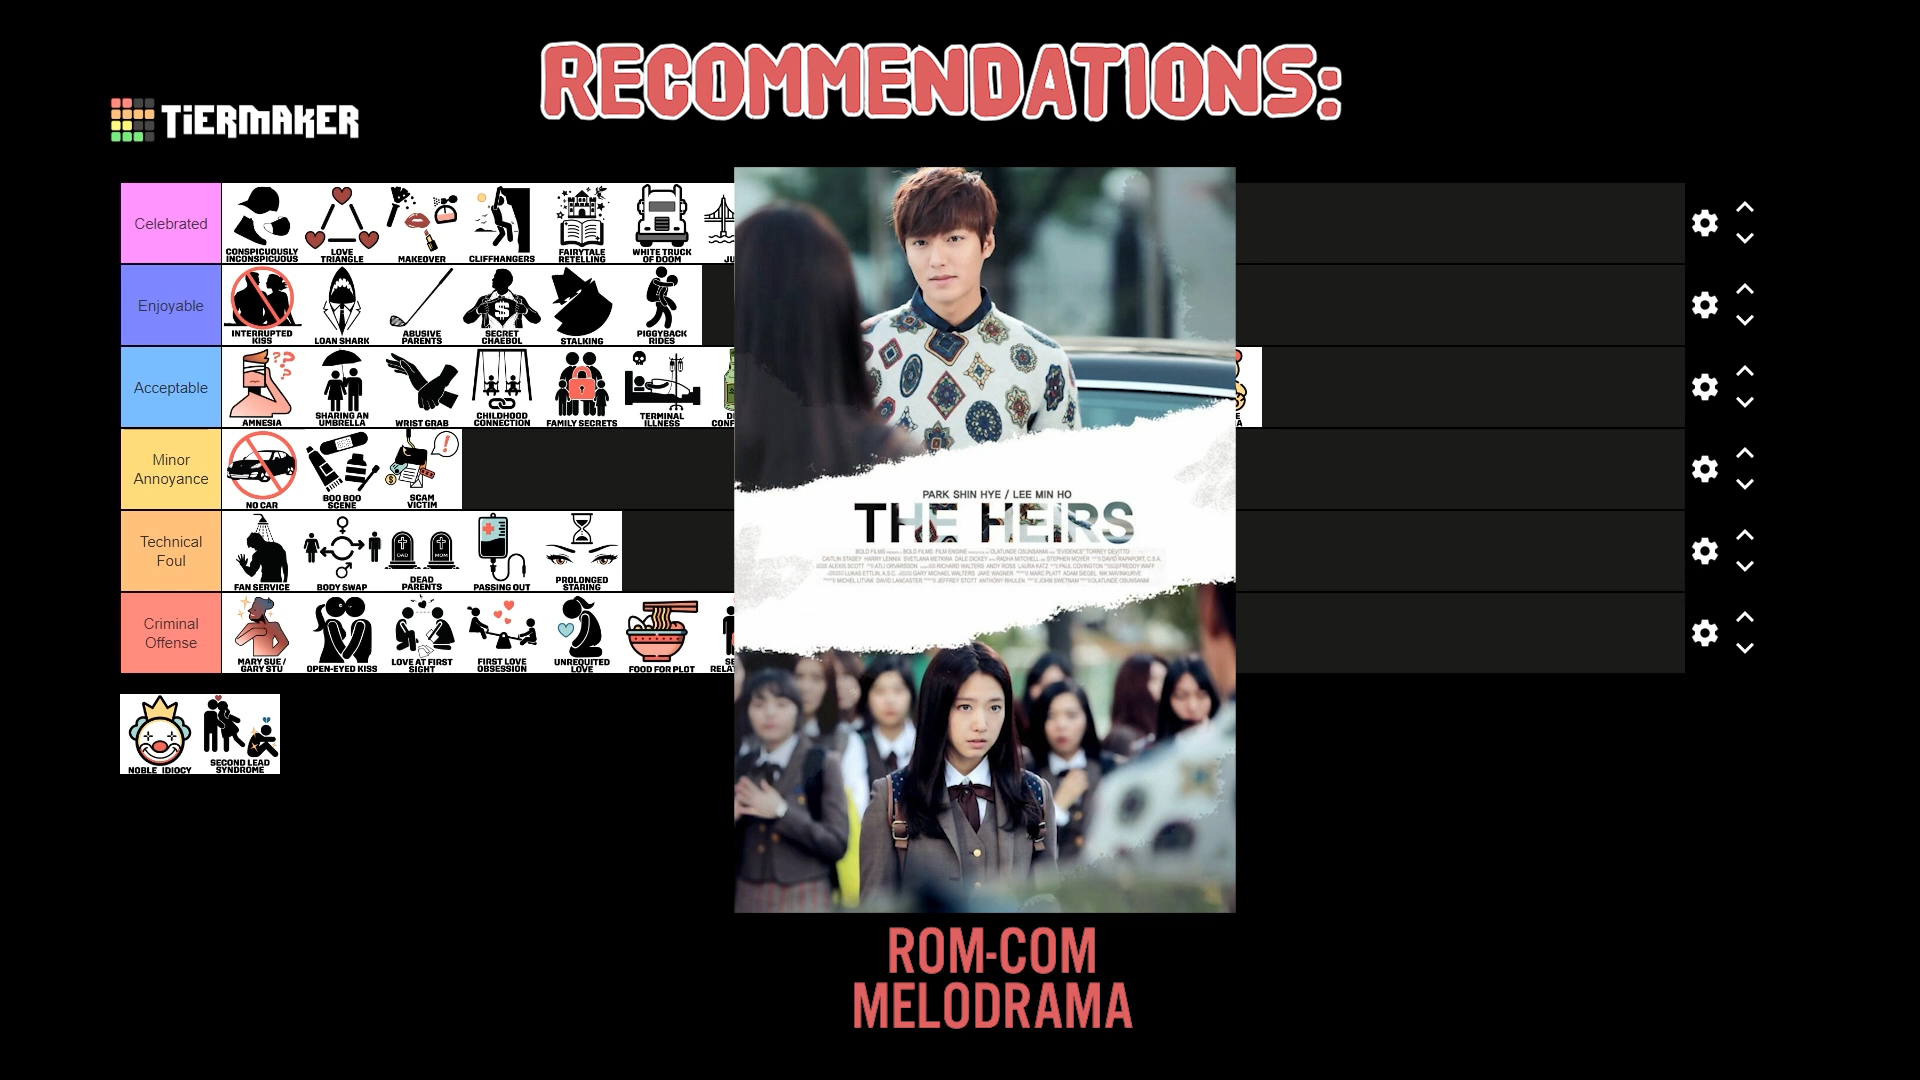 RECOMMENDATIONS:
TiERMAKER
Celebrated
CONSPICUOUSLY
INCONSPICUOUS
LOVE
TRIANGLE
MAKEOVER
CLIFFHANGERS
FAIRYTALE
RETELLING
WHITE TRUCK
OF DOOM
JU
Enjoyable
INTERRUPTED
KISS
LOAN SHARK
ABUSIVE
PARENTS
SECRET
CHAEBOL
STALKING
PIGGYBACK
RIDES
Acceptable
AMNESIA
SHARING AN
UMBRELLA
WRIST GRAB
CHILDHOOD
CONNECTION
FAMILY SECRETS
TERMINAL
ILLNESS
D
CONF
E
A
Minor
Annoyance
NO CAR
BOO BOO
SCENE
SCAM
VICTIM
Technical
Foul
FAN SERVICE
BODY SWAP
DAD
MOM
DEAD
PARENTS
PASSING OUT
PROLONGED
STARING
Criminal
Offense
MARY SUE /
GARY STU
OPEN-EYED KISS
LOVE AT FIRST
SIGHT
FIRST LOVE
OBSESSION
UNREQUITED
LOVE
FOOD FOR PLOT
SE
RELAT
NOBLE IDIOCY
SECOND LEAD
SYNDROME
PARK SHIN HYE / LEE MIN HO
THE HEIRS
ROM-COM
MELODRAMA